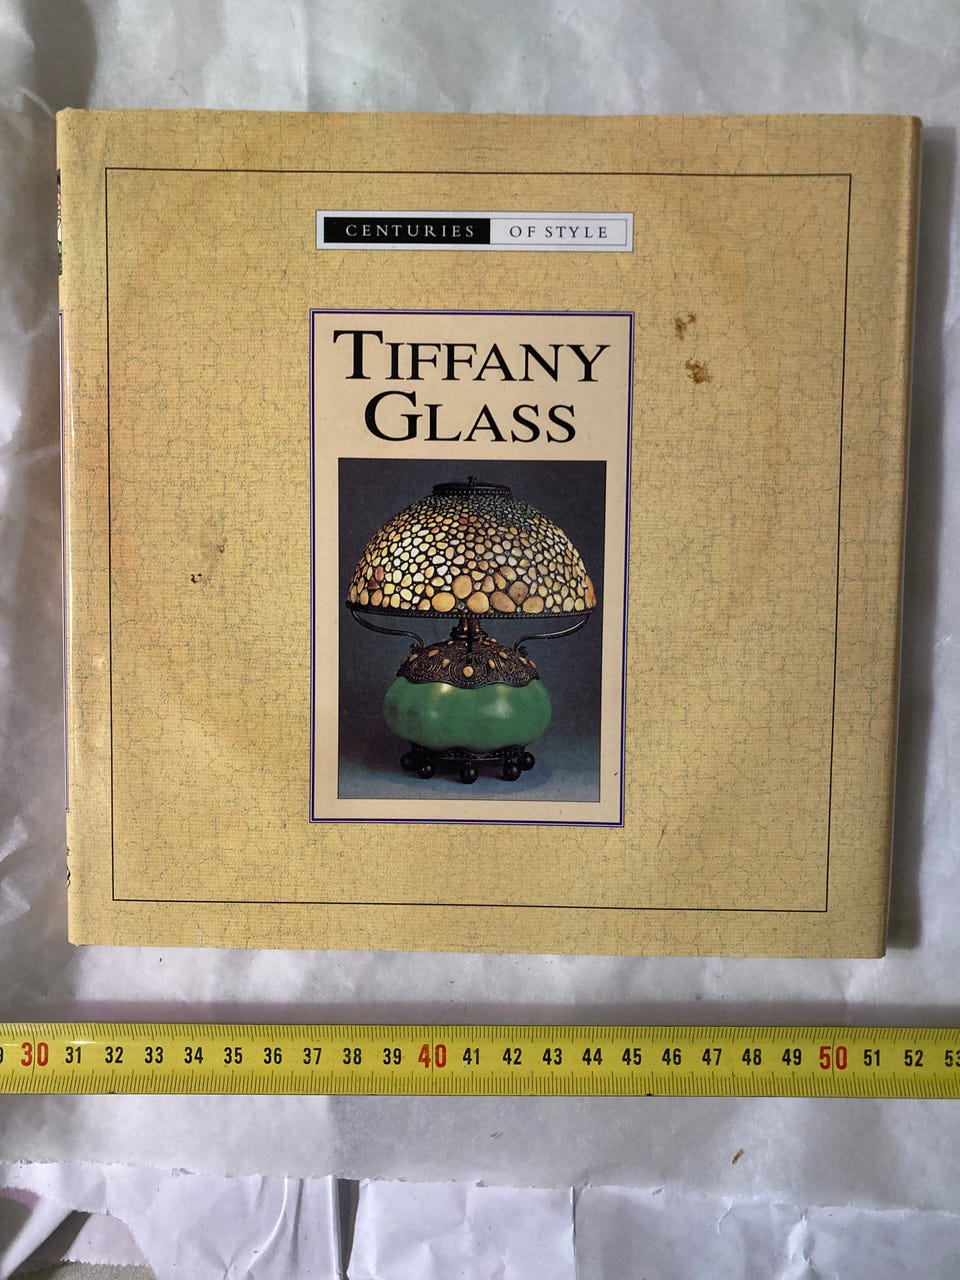 CENTURIES OF STYLE
TIFFANY
GLASS
30 31 32 33 34 35 36 37 38 39 40 41 42 43 44 45 46 47 48 49 50 51 52 53